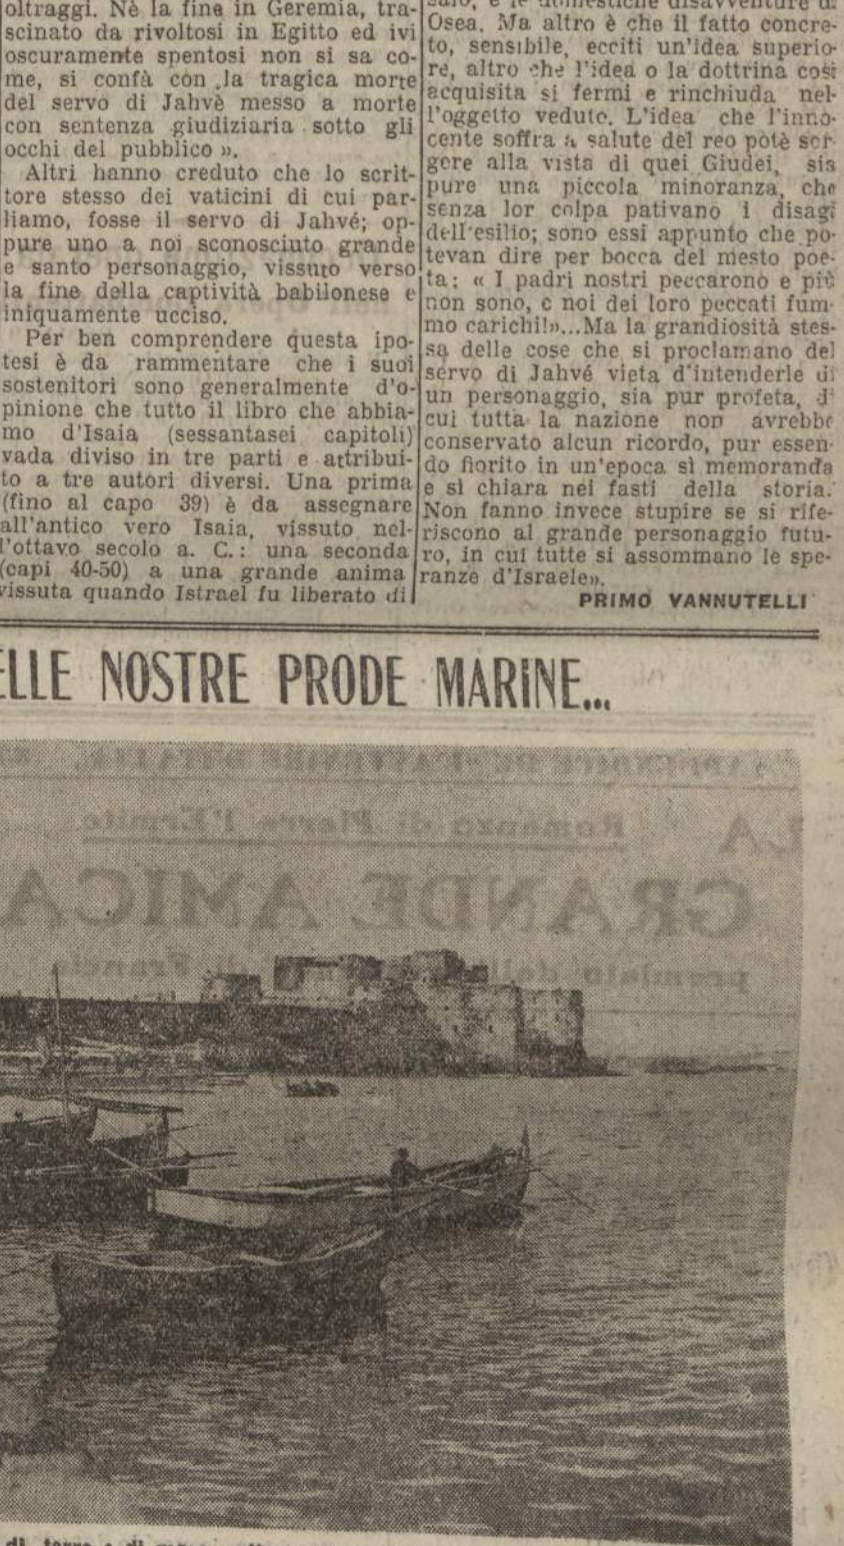 oltraggi. Nè la fine in Geremia, tra-
scinato da rivoltosi in Egitto ed ivi
oscuramente spentosi non si sa co-
me, si confà con la tragica morte
del servo di Jahvè messo a morte
con sentenza giudiziaria sotto gli
occhi del pubblico ».
Altri hanno creduto che lo scrit-
tore stesso dei vaticini di cui par-
liamo, fosse il servo di Jahvé; op-
pure uno a noi sconosciuto grande
e santo personaggio, vissuto verso
la fine della captività babilonese e
iniquamente ucciso.
Per ben comprendere questa ipo-
tesi è da rammentare che i suoi
sostenitori sono generalmente d'o-
pinione che tutto il libro che abbia-
mo d'Isaia (sessantasei capitoli)
vada diviso in tre parti e attribui-
to a tre autori diversi. Una prima
(fino al capo 39) è da assegnare
all'antico vero Isaia, vissuto nel-
l'ottavo secolo a. C.: una seconda
(capi 40-50) a una grande anima
vissuta quando Istrael fu liberato di
e le domestiche disavventure di
Osea. Ma altro è che il fatto concre-
to, sensibile, ecciti un'idea superio-
re, altro che l'idea o la dottrina così
acquisita si fermi e rinchiuda nel-
l'oggetto veduto. L'idea che l'inno-
cente soffra a salute del reo potè sor-
gere alla vista di quei Giudei, sia
pure una piccola minoranza, che
senza lor colpa pativano i disagi
dell'esilio; sono essi appunto che po-
tevan dire per bocca del mesto poe-
ta: « I padri nostri peccarono e più
non sono, e noi dei loro peccati fum-
mo carichi!»...Ma la grandiosità stes-
sa delle cose che si proclamano del
servo di Jahvé vieta d'intenderle di
un personaggio, sia pur profeta, di
cui tutta la nazione non avrebbe
conservato alcun ricordo, pur essen-
do fiorito in un'epoca sì memoranda
e sì chiara nei fasti della storia.
Non fanno invece stupire se si rife-
riscono al grande personaggio futu-
ro, in cui tutte si assommano le spe-
ranze d'Israele».
PRIMO VANNUTELLI
ELLE NOSTRE PRODE MARINE...
LA
Romanzo di Pierre l'Ermite
GRANDE AMICA